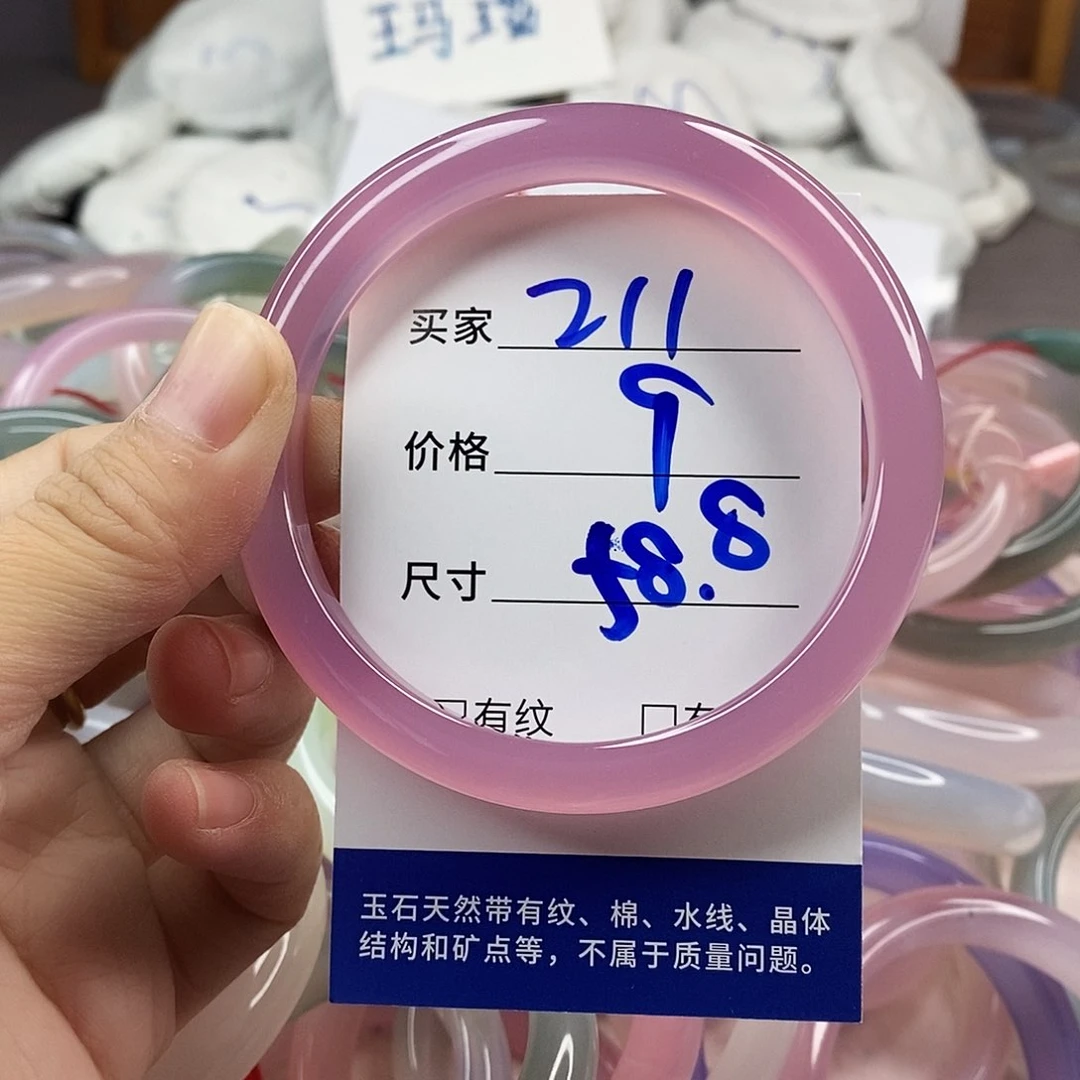 玛瑙
买家 211
价格 9
尺寸 58.8
有纹
玉石天然带有纹、棉、水线、晶体
结构和矿点等，不属于质量问题。